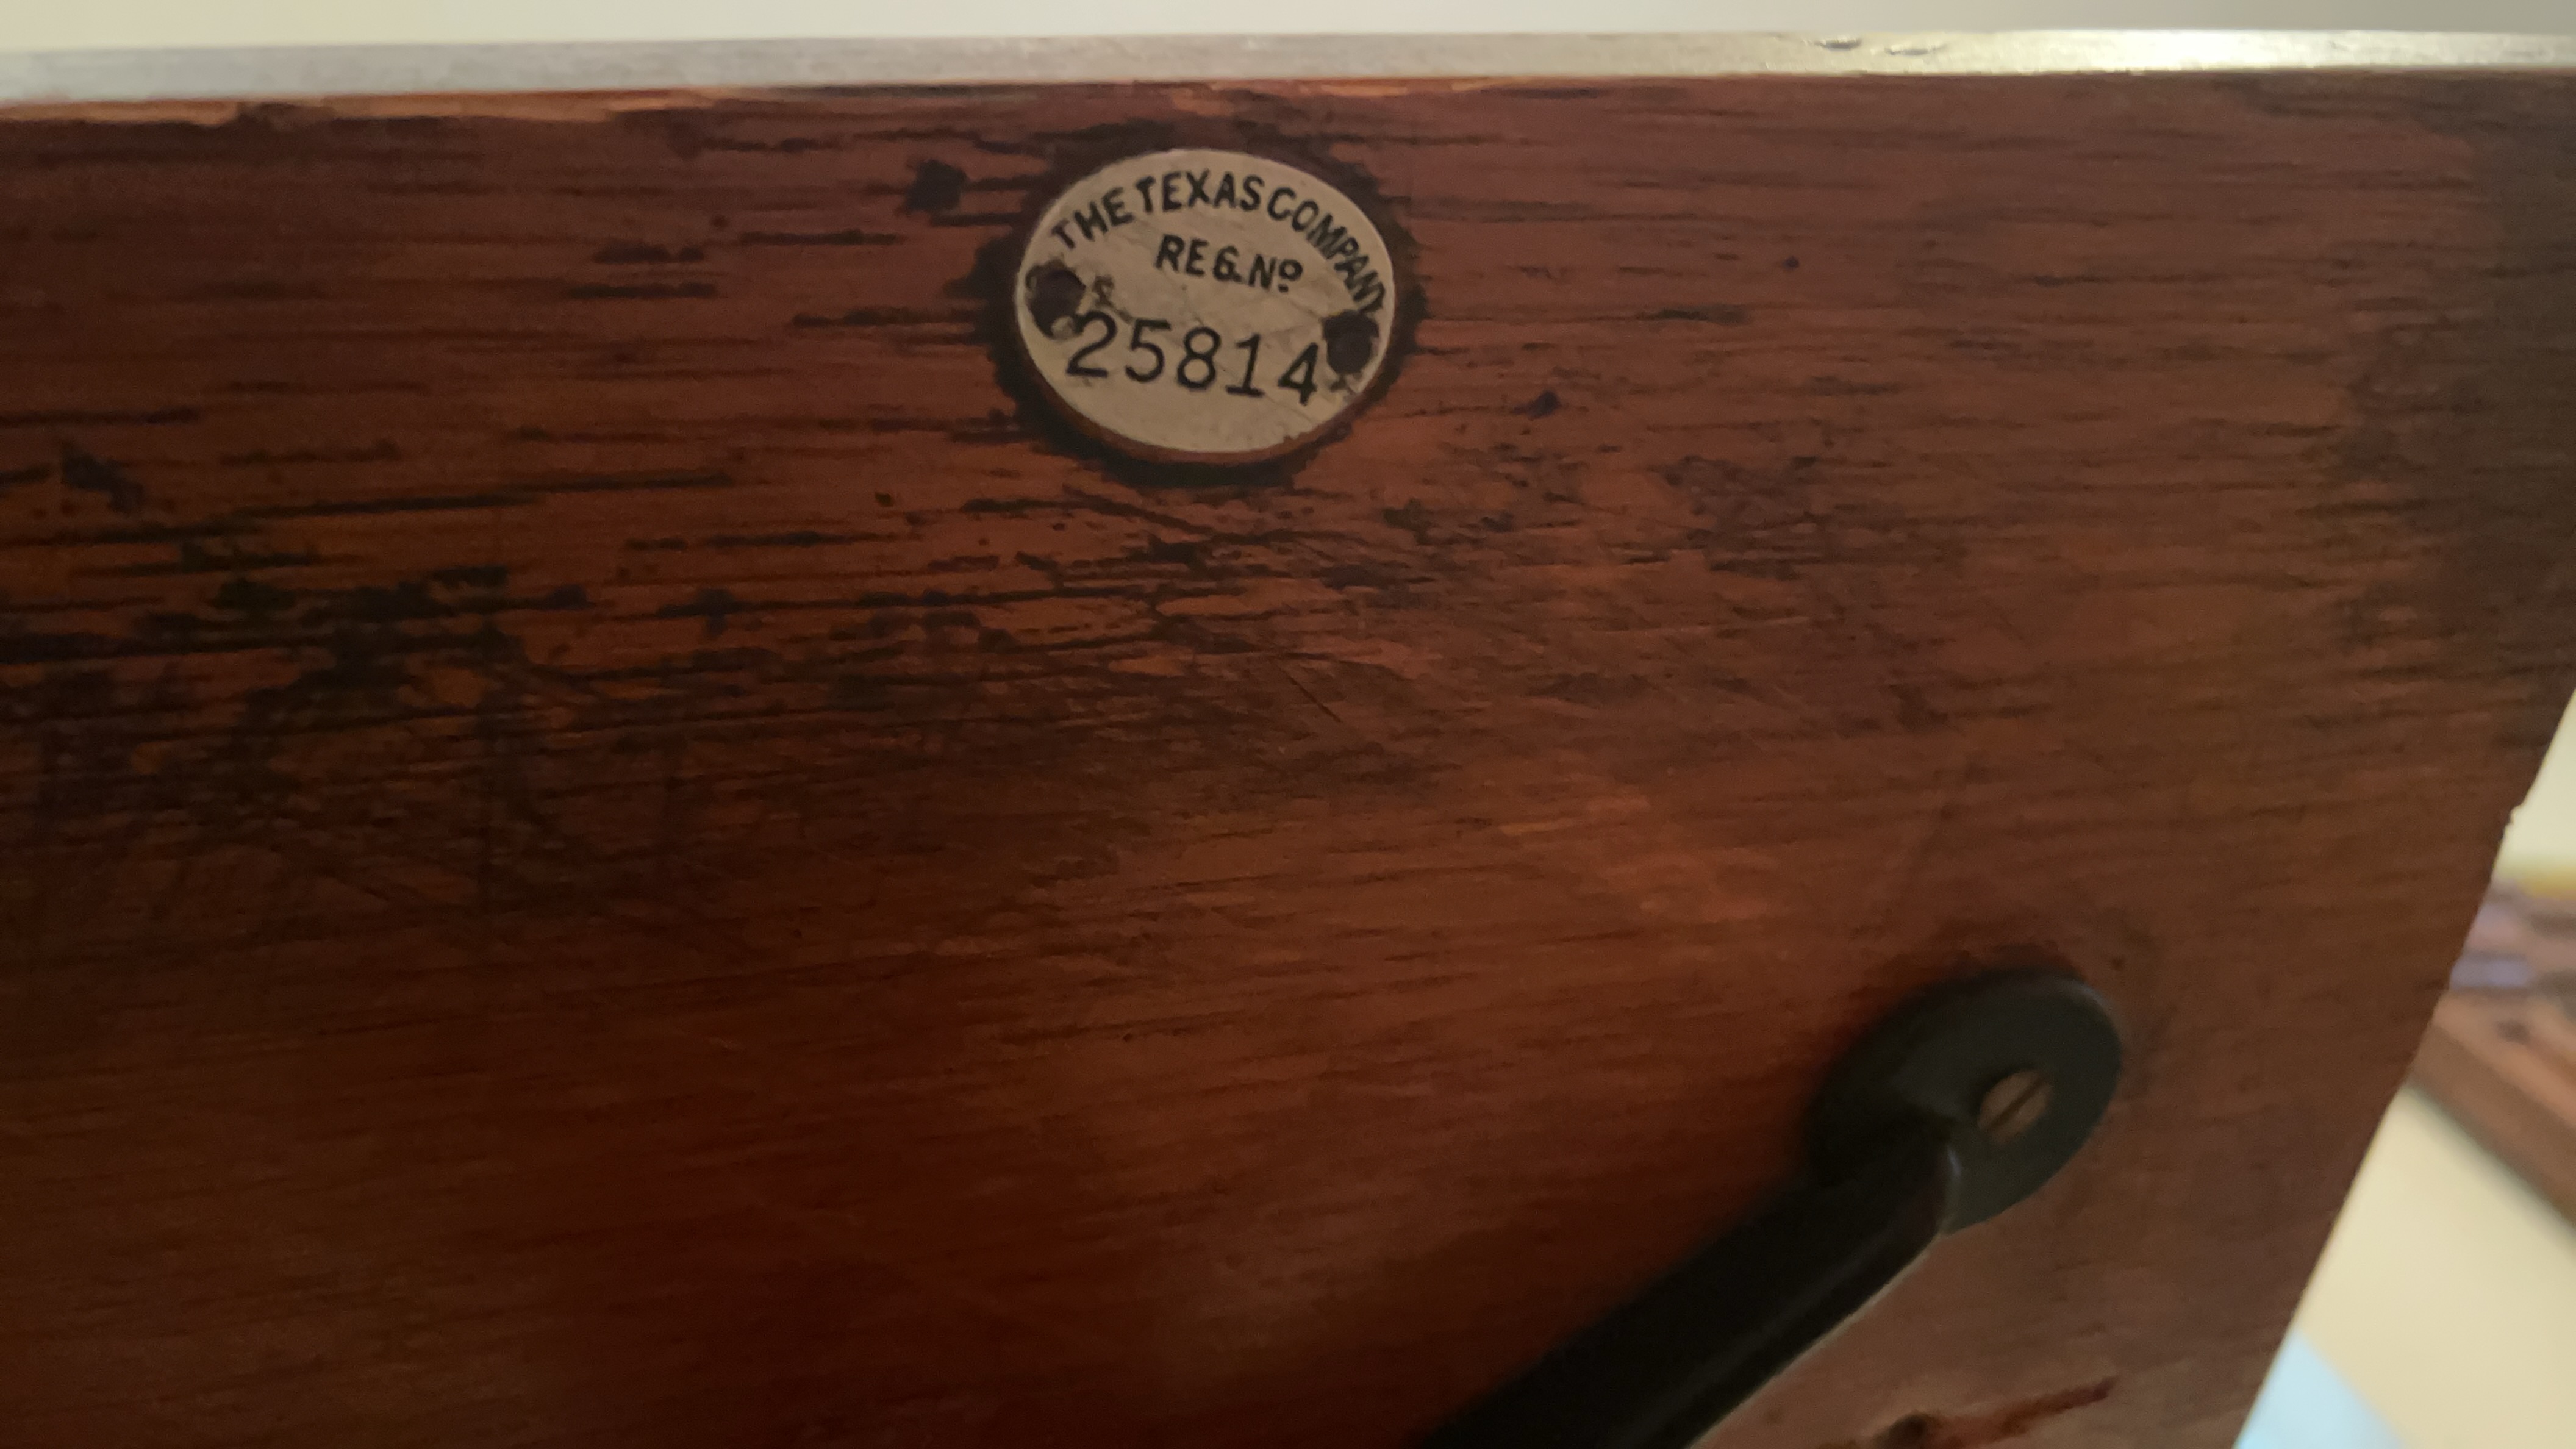 THE TEXAS COMPANY
REG. Nº
25814